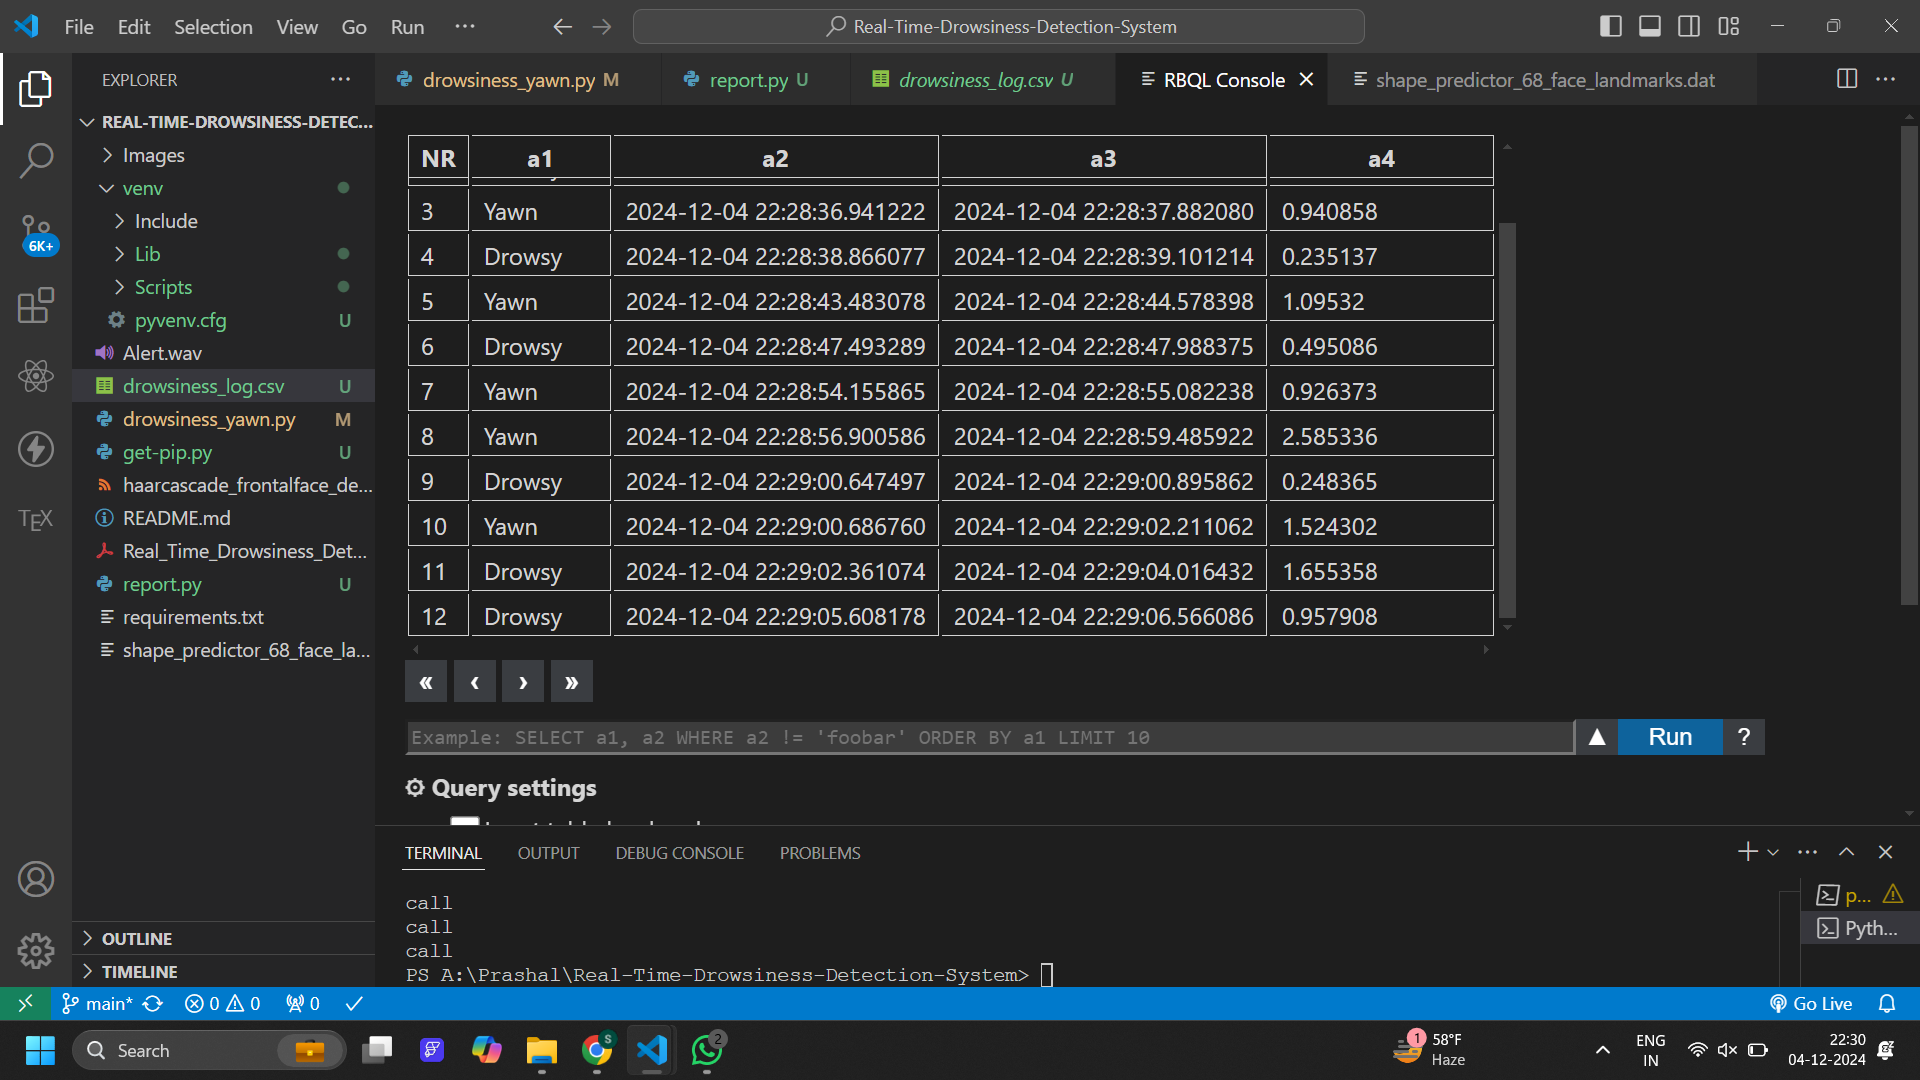 File Edit Selection View Go Run ...
Real-Time-Drowsiness-Detection-System
EXPLORER
REAL-TIME-DROWSINESS-DETEC...
Images
venv
Include
Lib
Scripts
pyvenv.cfg U
Alert.wav
drowsiness_log.csv U
drowsiness_yawn.py M
get-pip.py U
haarcascade_frontalface_de...
README.md
Real_Time_Drowsiness_Det...
report.py U
requirements.txt
shape_predictor_68_face_la...
OUTLINE
TIMELINE
6K+
TEX
drowsiness_yawn.py M
report.py U
drowsiness_log.csv U
RBQL Console
shape_predictor_68_face_landmarks.dat
NR a1 a2 a3 a4
3 Yawn 2024-12-04 22:28:36.941222 2024-12-04 22:28:37.882080 0.940858
4 Drowsy 2024-12-04 22:28:38.866077 2024-12-04 22:28:39.101214 0.235137
5 Yawn 2024-12-04 22:28:43.483078 2024-12-04 22:28:44.578398 1.09532
6 Drowsy 2024-12-04 22:28:47.493289 2024-12-04 22:28:47.988375 0.495086
7 Yawn 2024-12-04 22:28:54.155865 2024-12-04 22:28:55.082238 0.926373
8 Yawn 2024-12-04 22:28:56.900586 2024-12-04 22:28:59.485922 2.585336
9 Drowsy 2024-12-04 22:29:00.647497 2024-12-04 22:29:00.895862 0.248365
10 Yawn 2024-12-04 22:29:00.686760 2024-12-04 22:29:02.211062 1.524302
11 Drowsy 2024-12-04 22:29:02.361074 2024-12-04 22:29:04.016432 1.655358
12 Drowsy 2024-12-04 22:29:05.608178 2024-12-04 22:29:06.566086 0.957908
« ‹ › »
Example: SELECT a1, a2 WHERE a2 != 'foobar' ORDER BY a1 LIMIT 10
▲ Run ?
Query settings
TERMINAL OUTPUT DEBUG CONSOLE PROBLEMS
call
call
call
PS A:\Prashal\Real-Time-Drowsiness-Detection-System>
p...
Pyth...
main* 0 0 0
Go Live
Search
S
2
1
58°F
Haze
ENG
IN
22:30
04-12-2024